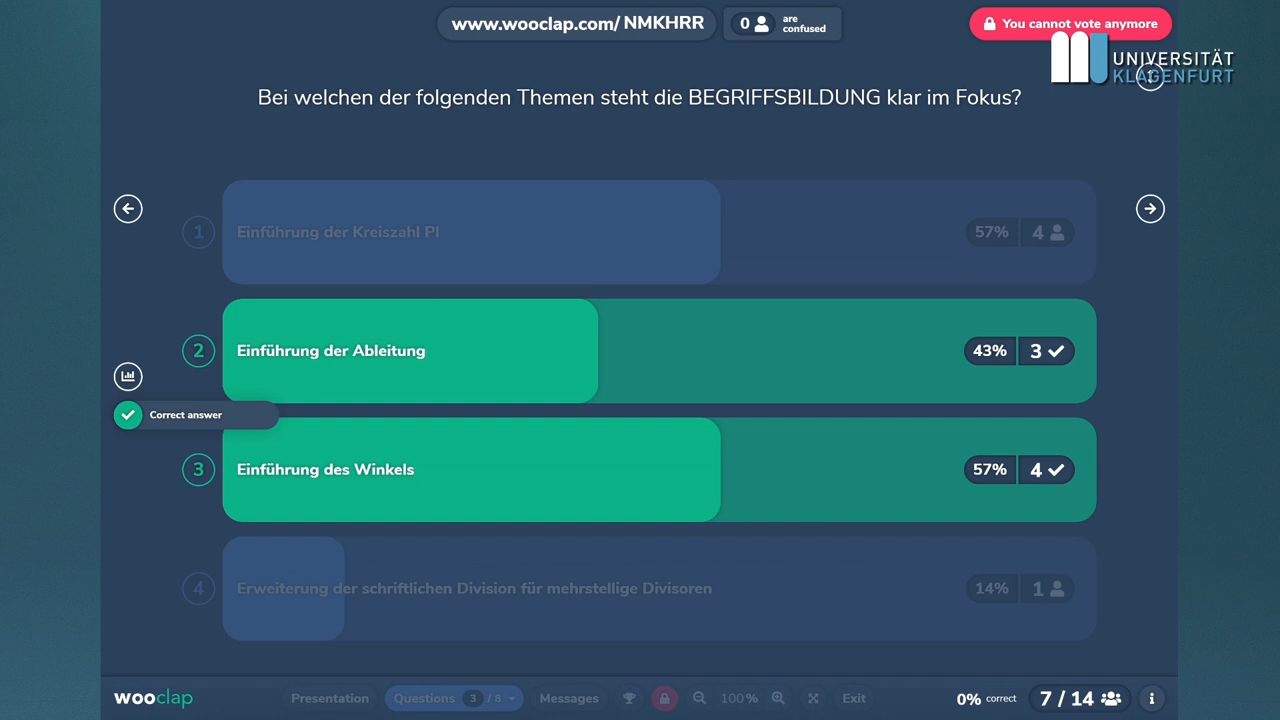 www.wooclap.com/ NMKHRR
0 are confused
You cannot vote anymore
UNIVERSITÄT
KLAGENFURT
Bei welchen der folgenden Themen steht die BEGRIFFSBILDUNG klar im Fokus?
1 Einführung der Kreiszahl PI 57% 4
2 Einführung der Ableitung 43% 3
Correct answer
3 Einführung des Winkels 57% 4
4 Erweiterung der schriftlichen Division für mehrstellige Divisoren 14% 1
wooclap Presentation Questions 3 / 8 Messages 100 % Exit 0% correct 7 / 14